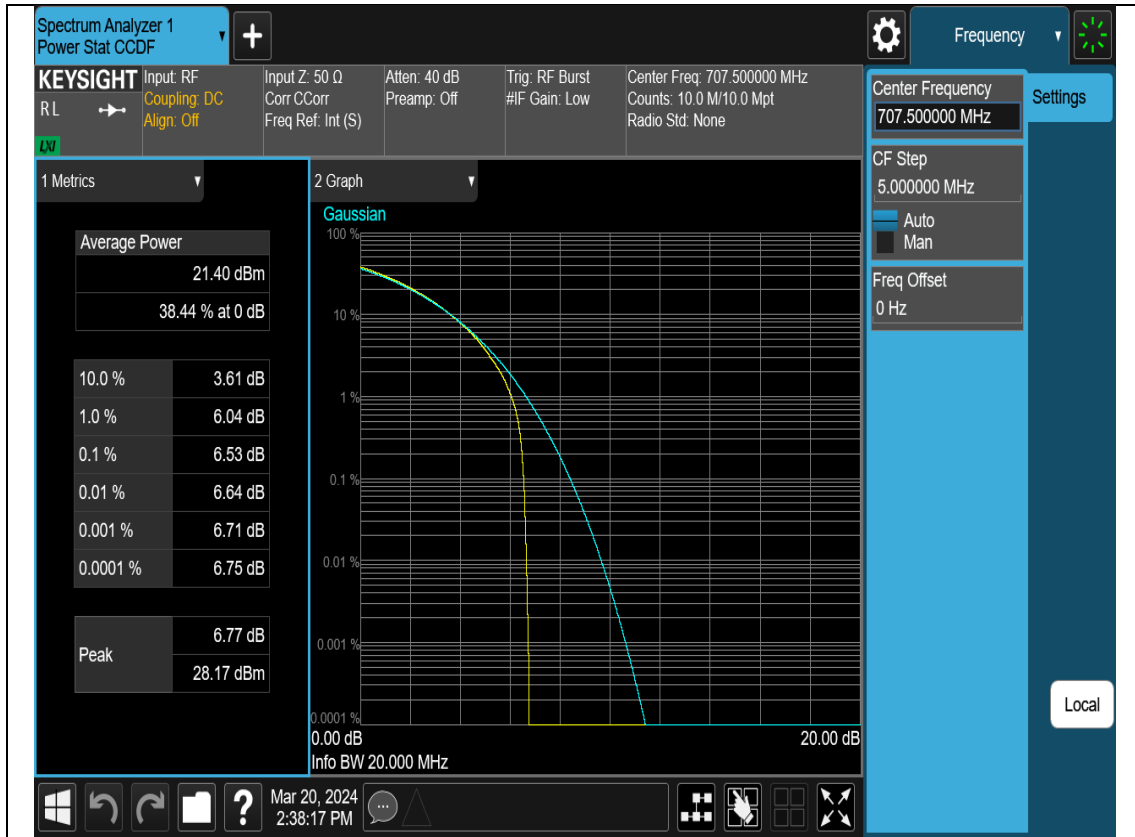 Spectrum Analyzer 1
Power Stat CCDF
Frequency
KEYSIGHT
R L
LXI
Input: RF
Coupling: DC
Align: Off
Input Z: 50 Ω
Corr CCorr
Freq Ref: Int (S)
Atten: 40 dB
Preamp: Off
Trig: RF Burst
#IF Gain: Low
Center Freq: 707.500000 MHz
Counts: 10.0 M/10.0 Mpt
Radio Std: None
Center Frequency
707.500000 MHz
Settings
CF Step
5.000000 MHz
Auto
Man
Freq Offset
0 Hz
Local
1 Metrics
Average Power
21.40 dBm
38.44 % at 0 dB
10.0 % 3.61 dB
1.0 % 6.04 dB
0.1 % 6.53 dB
0.01 % 6.64 dB
0.001 % 6.71 dB
0.0001 % 6.75 dB
Peak
6.77 dB
28.17 dBm
2 Graph
Gaussian
100 %
10 %
1 %
0.1 %
0.01 %
0.001 %
0.0001 %
0.00 dB 20.00 dB
Info BW 20.000 MHz
?
Mar 20, 2024
2:38:17 PM